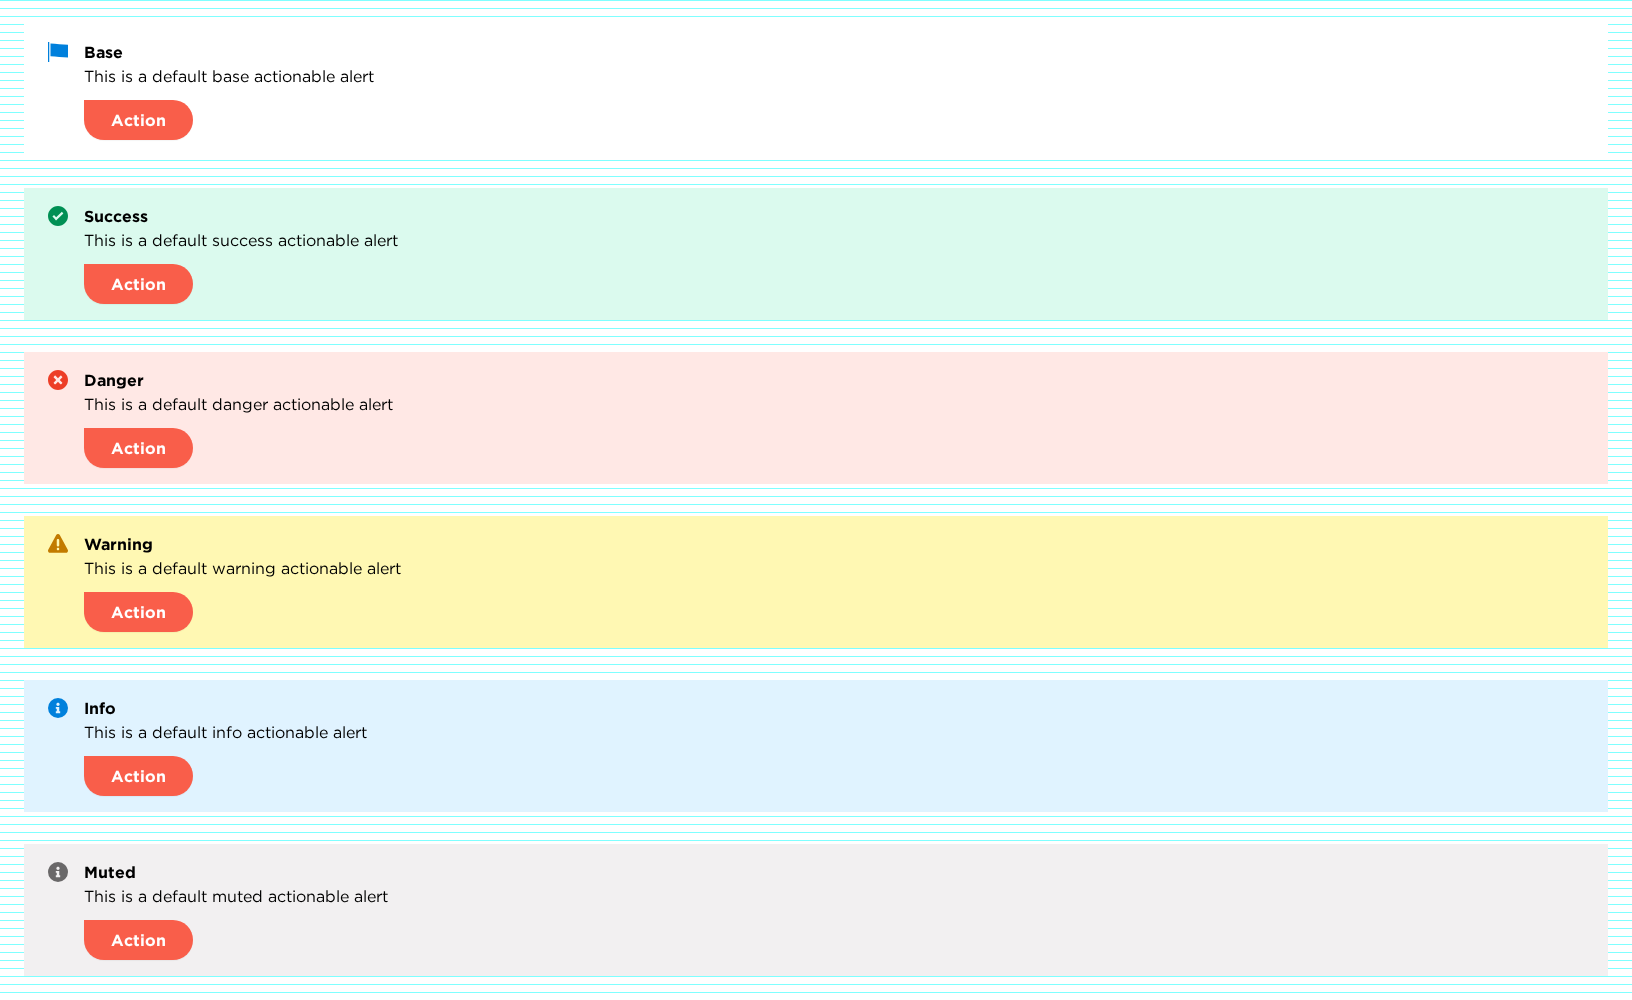 Base
This is a default base actionable alert
Action
Success
This is a default success actionable alert
Action
Danger
This is a default danger actionable alert
Action
Warning
This is a default warning actionable alert
Action
Info
This is a default info actionable alert
Action
Muted
This is a default muted actionable alert
Action